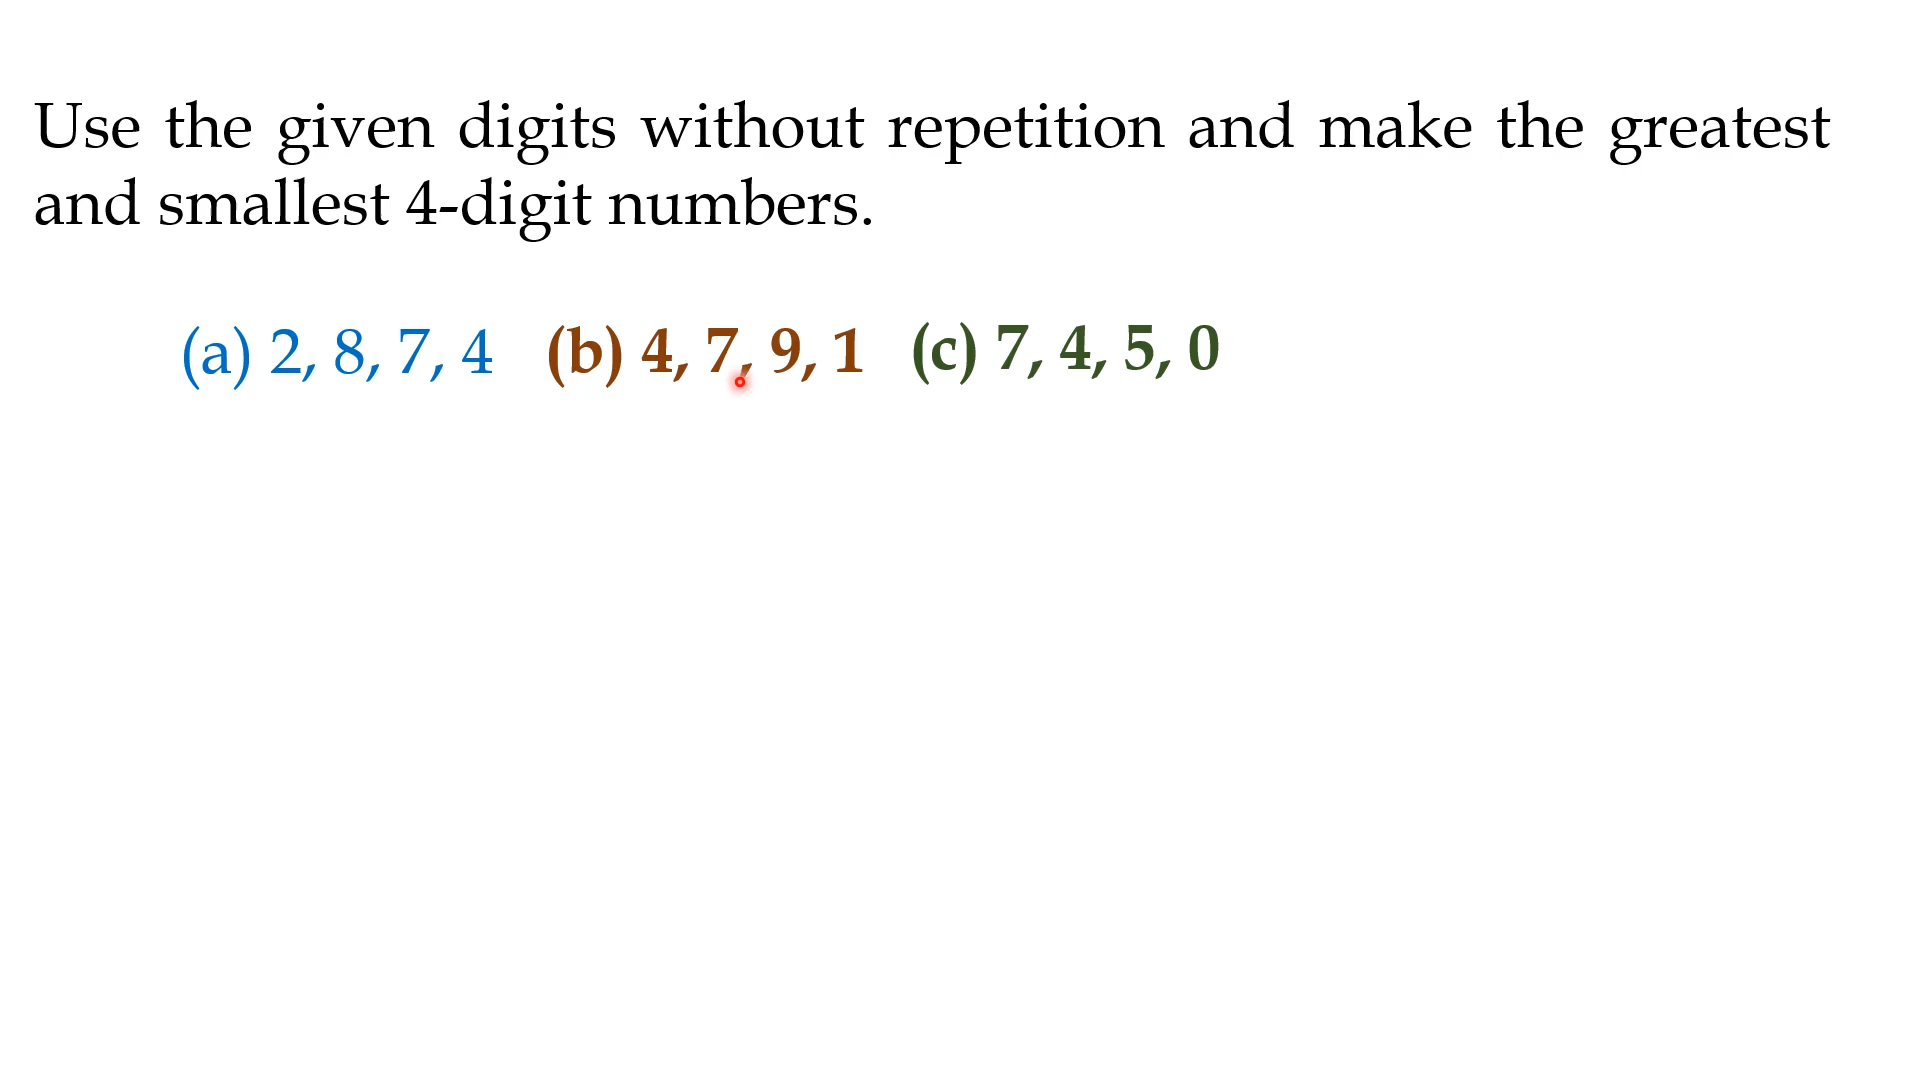 Use the given digits without repetition and make the greatest
and smallest 4-digit numbers.
(a) 2, 8, 7, 4 (b) 4, 7, 9, 1 (c) 7, 4, 5, 0